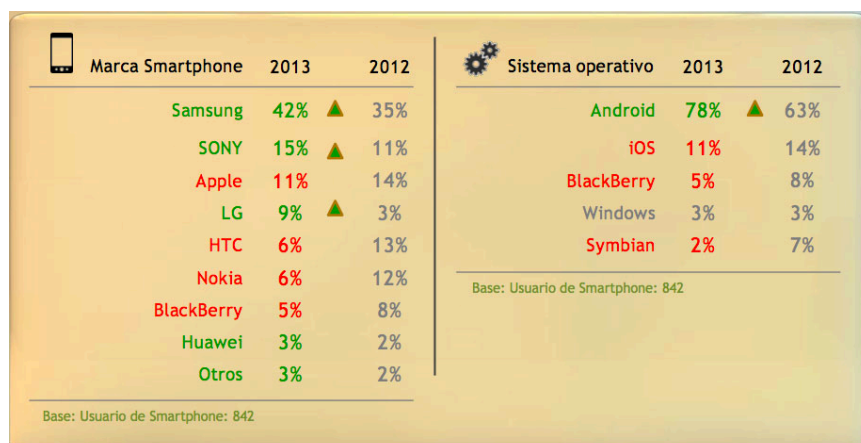 Marca Smartphone 2013 2012
Samsung 42% 35%
SONY 15% 11%
Apple 11% 14%
LG 9% 3%
HTC 6% 13%
Nokia 6% 12%
BlackBerry 5% 8%
Huawei 3% 2%
Otros 3% 2%
Base: Usuario de Smartphone: 842
Sistema operativo 2013 2012
Android 78% 63%
iOS 11% 14%
BlackBerry 5% 8%
Windows 3% 3%
Symbian 2% 7%
Base: Usuario de Smartphone: 842